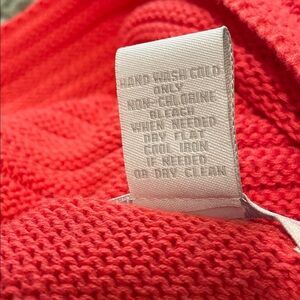 HAND WASH COLD
ONLY
NON-CHLORINE
BLEACH
WHEN NEEDED
DRY FLAT
COOL IRON
IF NEEDED
OR DRY CLEAN